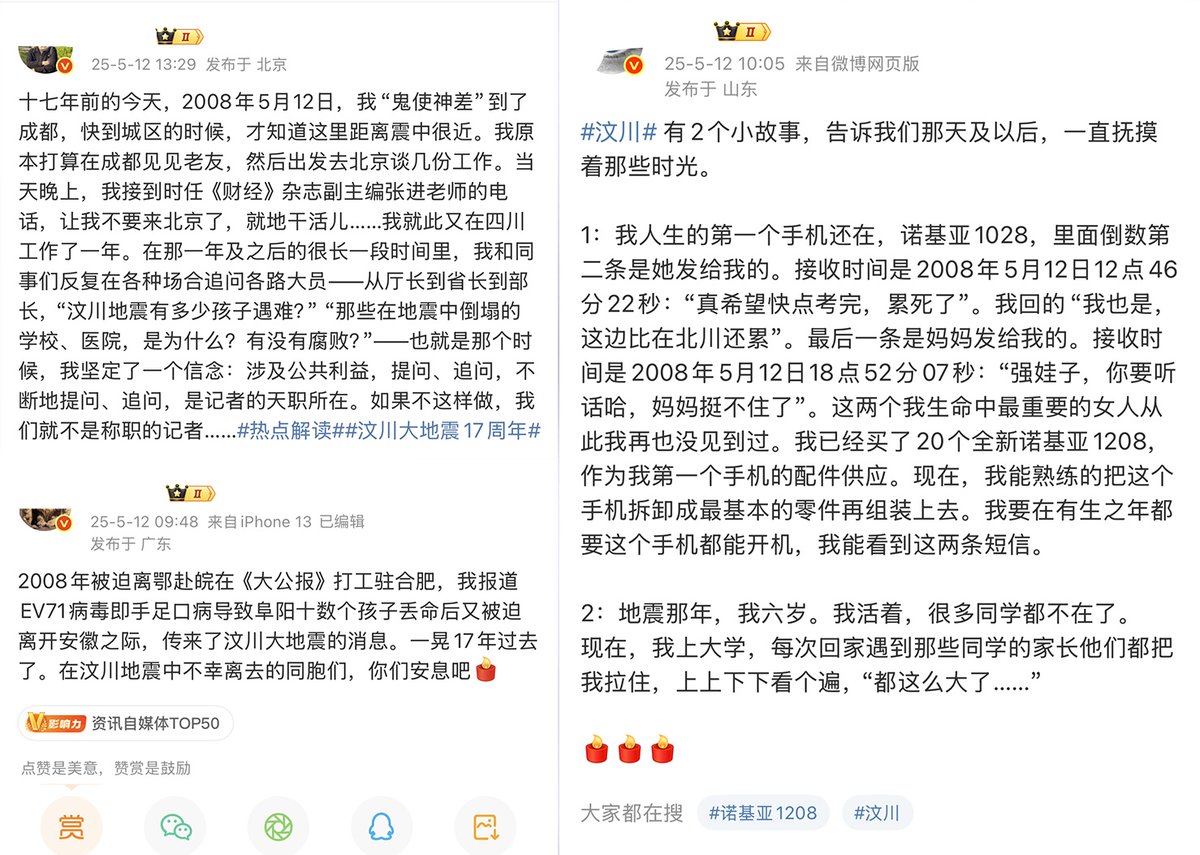 II
25-5-12 13:29 发布于 北京
十七年前的今天，2008年5月12日，我“鬼使神差”到了
成都，快到城区的时候，才知道这里距离震中很近。我原
本打算在成都见见老友，然后出发去北京谈几份工作。当
天晚上，我接到时任《财经》杂志副主编张进老师的电
话，让我不要来北京了，就地干活儿……我就此又在四川
工作了一年。在那一年及之后的很长一段时间里，我和同
事们反复在各种场合追问各路大员——从厅长到省长到部
长，“汶川地震有多少孩子遇难？”“那些在地震中倒塌的
学校、医院，是为什么？有没有腐败？”——也就是那个时
候，我坚定了一个信念：涉及公共利益，提问、追问，不
断地提问、追问，是记者的天职所在。如果不这样做，我
们就不是称职的记者……#热点解读##汶川大地震17周年#
II
25-5-12 09:48 来自iPhone 13 已编辑
发布于 广东
2008年被迫离鄂赴皖在《大公报》打工驻合肥，我报道
EV71病毒即手足口病导致阜阳十数个孩子丢命后又被迫
离开安徽之际，传来了汶川大地震的消息。一晃17年过去
了。在汶川地震中不幸离去的同胞们，你们安息吧
影响力 资讯自媒体TOP50
点赞是美意，赞赏是鼓励
赏
II
25-5-12 10:05 来自微博网页版
发布于 山东
#汶川# 有2个小故事，告诉我们那天及以后，一直抚摸
着那些时光。
1：我人生的第一个手机还在，诺基亚1028，里面倒数第
二条是她发给我的。接收时间是2008年5月12日12点46
分22秒：“真希望快点考完，累死了”。我回的“我也是，
这边比在北川还累”。最后一条是妈妈发给我的。接收时
间是2008年5月12日18点52分07秒：“强娃子，你要听
话哈，妈妈挺不住了”。这两个我生命中最重要的女人从
此我再也没见到过。我已经买了20个全新诺基亚1208，
作为我第一个手机的配件供应。现在，我能熟练的把这个
手机拆卸成最基本的零件再组装上去。我要在有生之年都
要这个手机都能开机，我能看到这两条短信。
2：地震那年，我六岁。我活着，很多同学都不在了。
现在，我上大学，每次回家遇到那些同学的家长他们都把
我拉住，上上下下看个遍，“都这么大了……”
大家都在搜 #诺基亚1208 #汶川